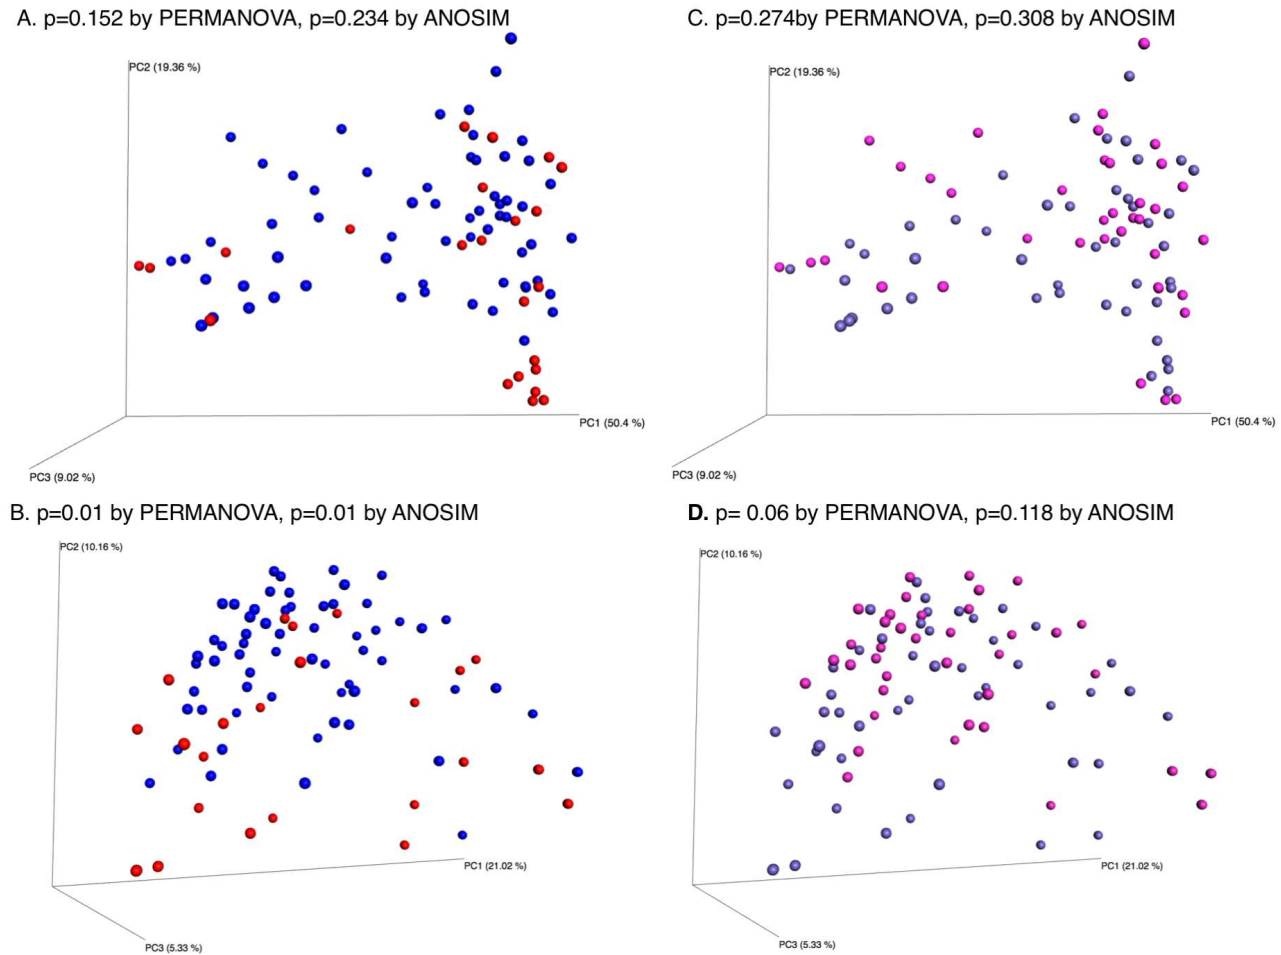 A. p=0.152 by PERMANOVA, p=0.234 by ANOSIM
PC2 (19.36 %)
PC1 (50.4 %)
PC3 (9.02 %)
C. p=0.274by PERMANOVA, p=0.308 by ANOSIM
PC2 (19.36 %)
PC1 (50.4 %)
PC3 (9.02 %)
B. p=0.01 by PERMANOVA, p=0.01 by ANOSIM
PC2 (10.16 %)
PC1 (21.02 %)
PC3 (5.33 %)
D. p= 0.06 by PERMANOVA, p=0.118 by ANOSIM
PC2 (10.16 %)
PC1 (21.02 %)
PC3 (5.33 %)